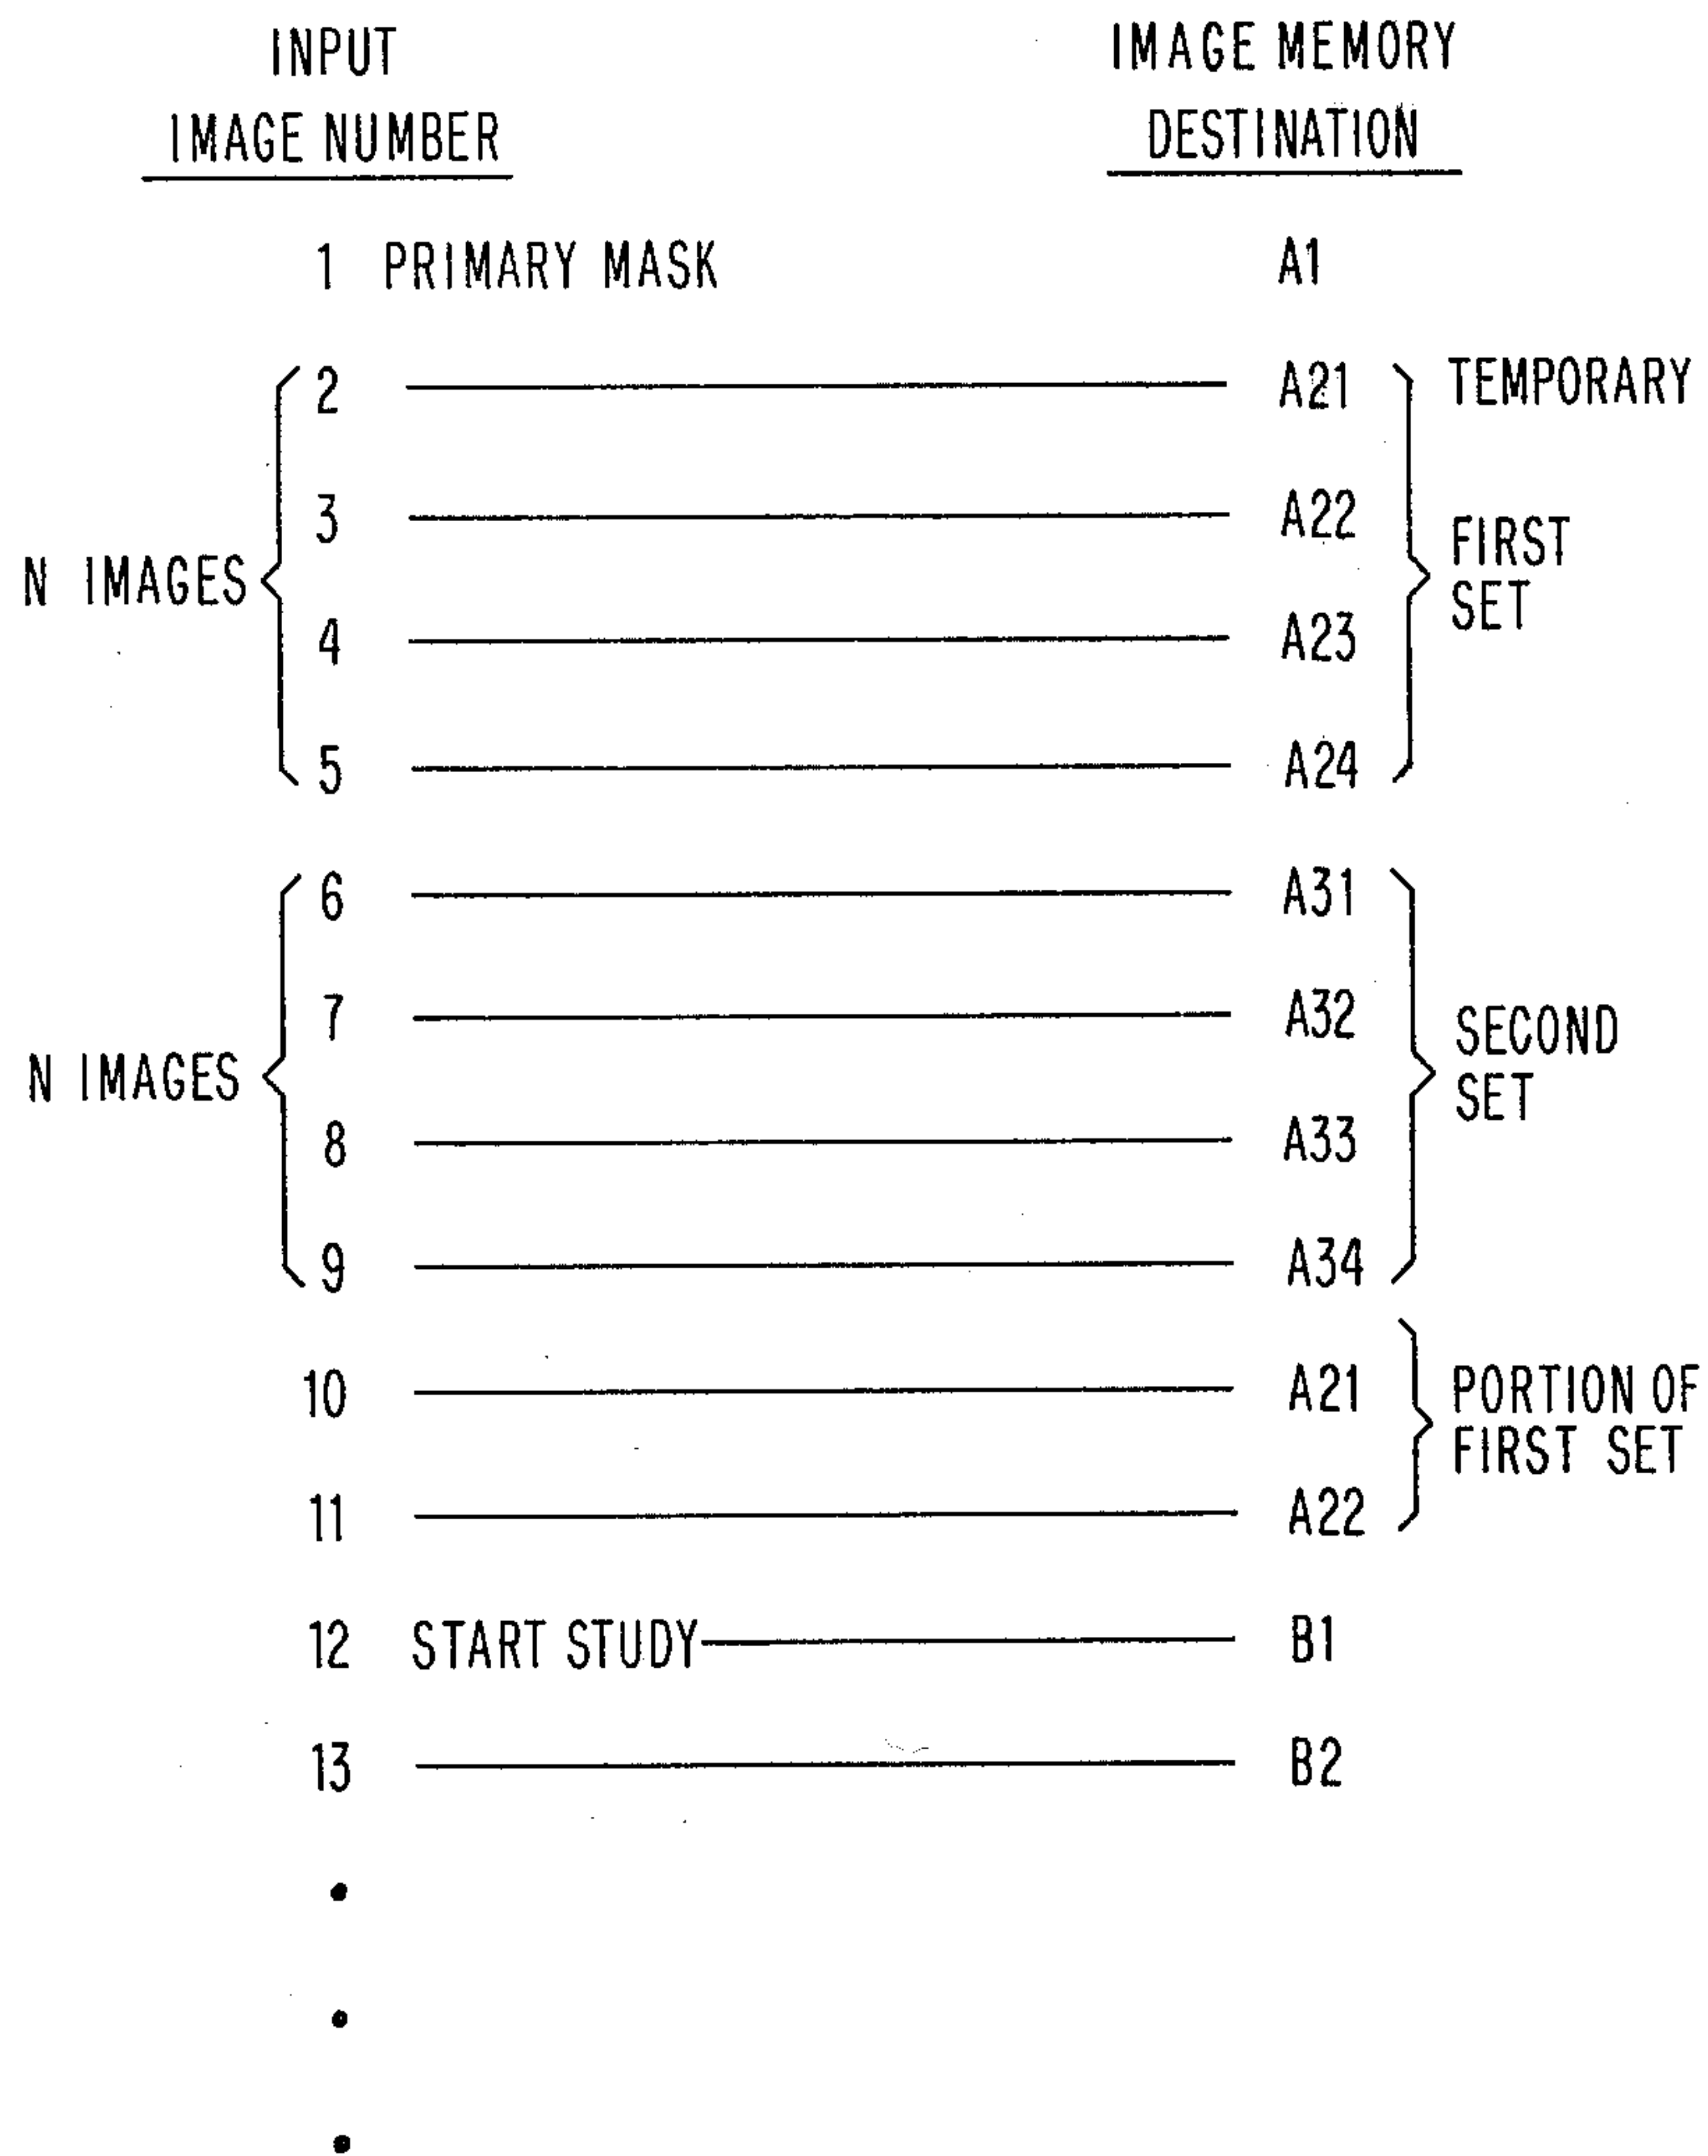 INPUT IMAGE MEMORY
IMAGE NUMBER DESTINATION
1 PRIMARY MASK A1
2 A21 TEMPORARY
3 A22 FIRST
N IMAGES SET
4 A23
5 A24
6 A31
7 A32 SECOND
N IMAGES SET
8 A33
9 A34
10 A21 PORTION OF
FIRST SET
11 A22
12 START STUDY B1
13 B2